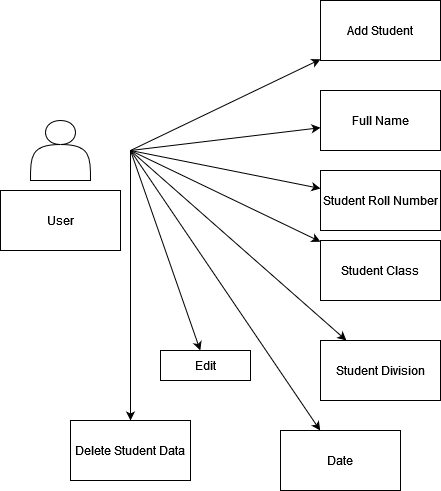 Add Student
Full Name
User
Student Roll Number
Student Class
Edit
Student Division
Delete Student Data
Date